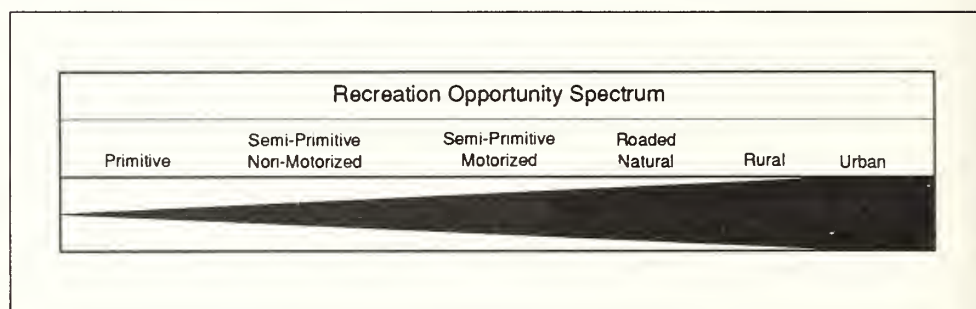 Recreation Opportunity Spectrum
Primitive
Semi-Primitive
Non-Motorized
Semi-Primitive
Motorized
Roaded
Natural
Rural
Urban